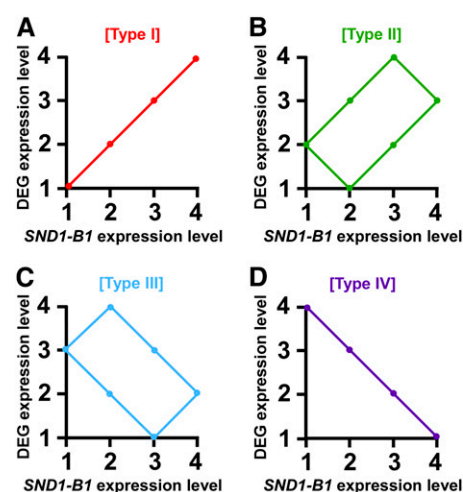 A
[Type I]
DEG expression level
4
3
2
1
1 2 3 4
SND1-B1 expression level
B
[Type II]
DEG expression level
4
3
2
1
1 2 3 4
SND1-B1 expression level
C
[Type III]
DEG expression level
4
3
2
1
1 2 3 4
SND1-B1 expression level
D
[Type IV]
DEG expression level
4
3
2
1
1 2 3 4
SND1-B1 expression level